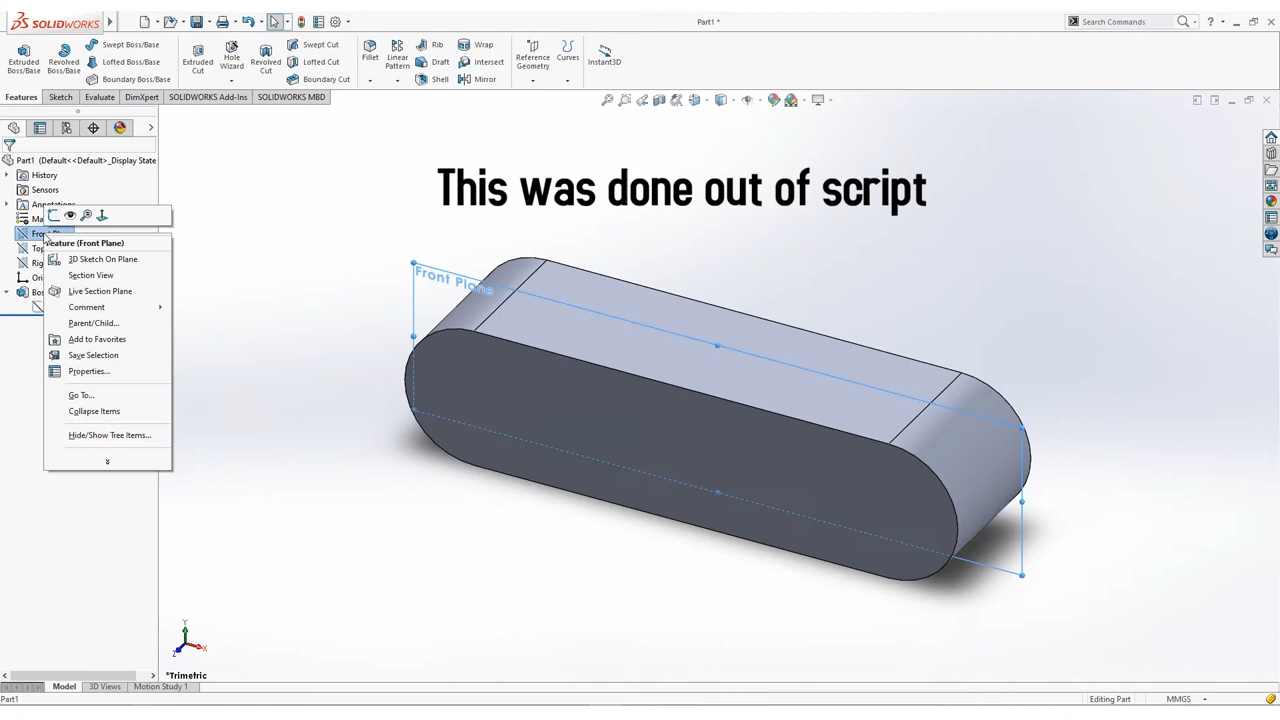 SOLIDWORKS
Part1 *
Search Commands
Extruded Boss/Base
Revolved Boss/Base
Swept Boss/Base
Lofted Boss/Base
Boundary Boss/Base
Extruded Cut
Hole Wizard
Revolved Cut
Swept Cut
Lofted Cut
Boundary Cut
Fillet
Linear Pattern
Rib
Draft
Shell
Wrap
Intersect
Mirror
Reference Geometry
Curves
Instant3D
Features
Sketch
Evaluate
DimXpert
SOLIDWORKS Add-Ins
SOLIDWORKS MBD
Part1 (Default<<Default>_Display State
History
Sensors
Annotations
Feature (Front Plane)
3D Sketch On Plane
Section View
Live Section Plane
Comment
Parent/Child...
Add to Favorites
Save Selection
Properties...
Go To...
Collapse Items
Hide/Show Tree Items...
This was done out of script
Front Plane
Y
X
Z
*Trimetric
Model
3D Views
Motion Study 1
Part1
Editing Part
MMGS